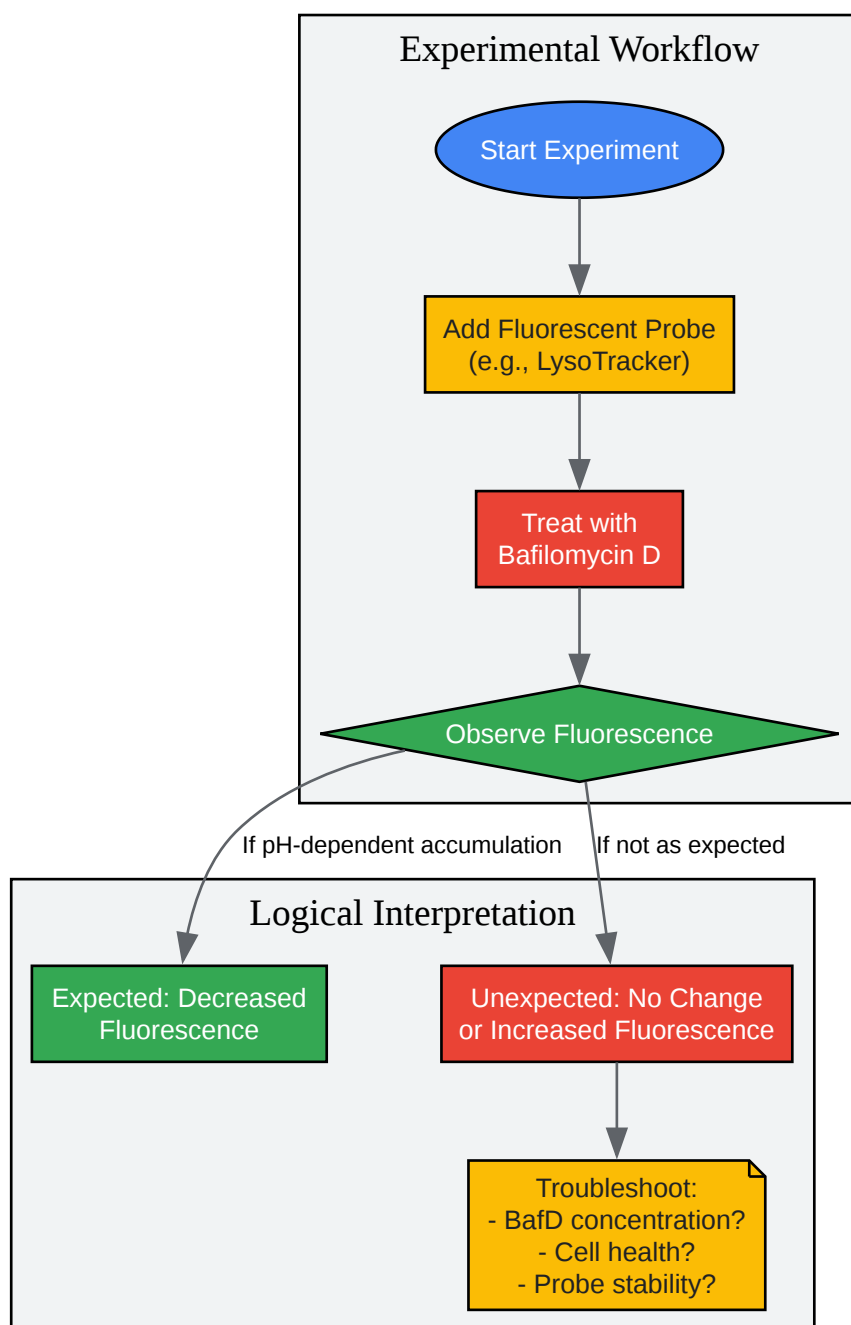 Experimental Workflow
Start Experiment
Add Fluorescent Probe
(e.g., LysoTracker)
Treat with
Bafilomycin D
Observe Fluorescence
If pH-dependent accumulation
If not as expected
Logical Interpretation
Expected: Decreased
Fluorescence
Unexpected: No Change
or Increased Fluorescence
Troubleshoot:
- BafD concentration?
- Cell health?
- Probe stability?